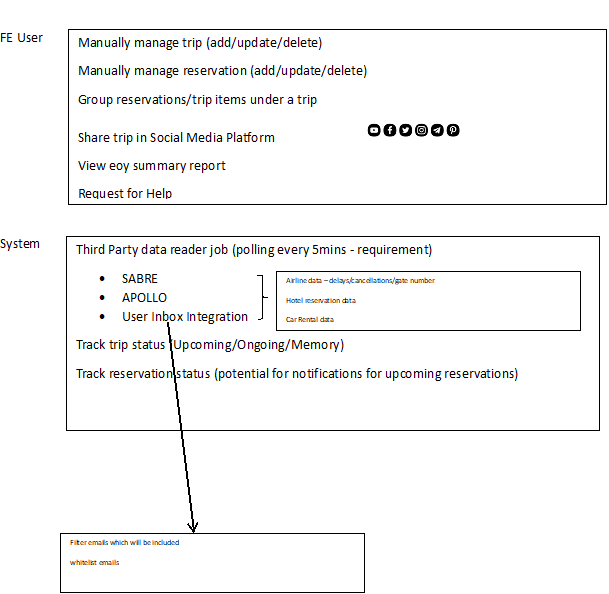 FE User
Manually manage trip (add/update/delete)
Manually manage reservation (add/update/delete)
Group reservations/trip items under a trip
Share trip in Social Media Platform
View eoy summary report
Request for Help
System
Third Party data reader job (polling every 5mins - requirement)
• SABRE
• APOLLO
• User Inbox Integration
Airline data – delays/cancellations/gate number
Hotel reservation data
Car Rental data
Track trip status (Upcoming/Ongoing/Memory)
Track reservation status (potential for notifications for upcoming reservations)
Filter emails which will be included
whitelist emails